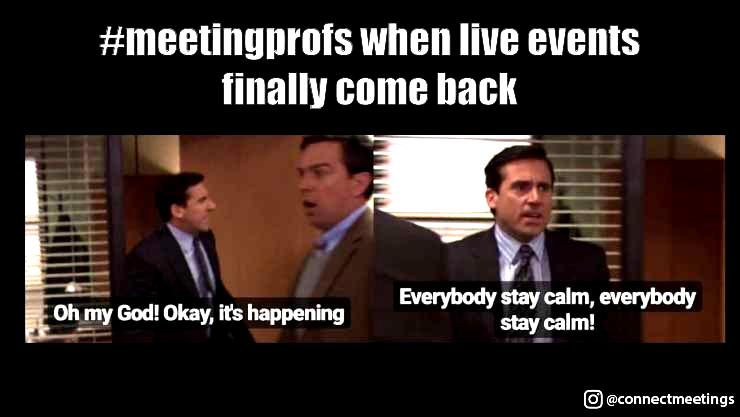 #meetingprofs when live events
finally come back
Oh my God! Okay, it's happening
Everybody stay calm, everybody
stay calm!
@connectmeetings